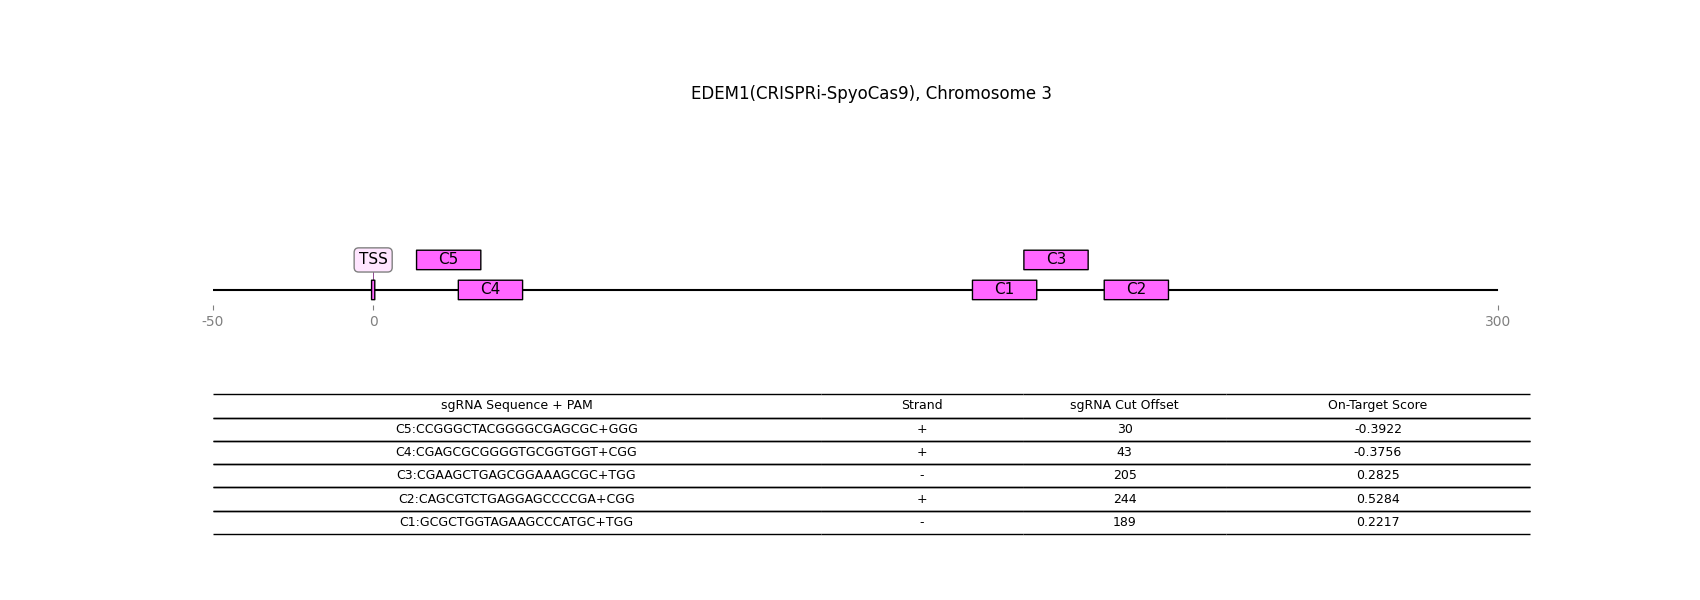 EDEM1(CRISPRi-SpyoCas9), Chromosome 3
TSS C5 C3
C4 C1 C2
-50 0 300
sgRNA Sequence + PAM Strand sgRNA Cut Offset On-Target Score
C5:CCGGGCTACGGGGCGAGCGC+GGG + 30 -0.3922
C4:CGAGCGCGGGGTGCGGTGGT+CGG + 43 -0.3756
C3:CGAAGCTGAGCGGAAAGCGC+TGG - 205 0.2825
C2:CAGCGTCTGAGGAGCCCCGA+CGG + 244 0.5284
C1:GCGCTGGTAGAAGCCCATGC+TGG - 189 0.2217